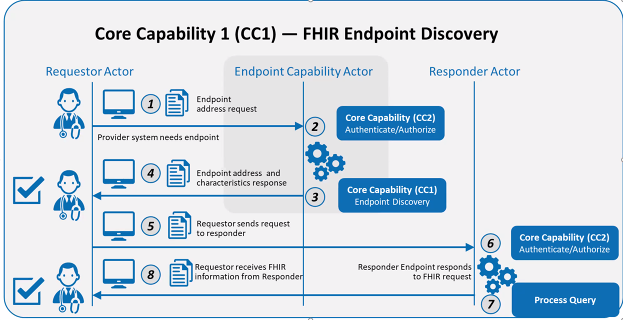 Core Capability 1 (CC1) — FHIR Endpoint Discovery
Requestor Actor
Endpoint Capability Actor
Responder Actor
1
Endpoint
address request
Provider system needs endpoint
2
Core Capability (CC2)
Authenticate/Authorize
4
Endpoint address and
characteristics response
3
Core Capability (CC1)
Endpoint Discovery
5
Requestor sends request
to responder
6
Core Capability (CC2)
Authenticate/Authorize
8
Requestor receives FHIR
information from Responder
Responder Endpoint responds
to FHIR request
7
Process Query